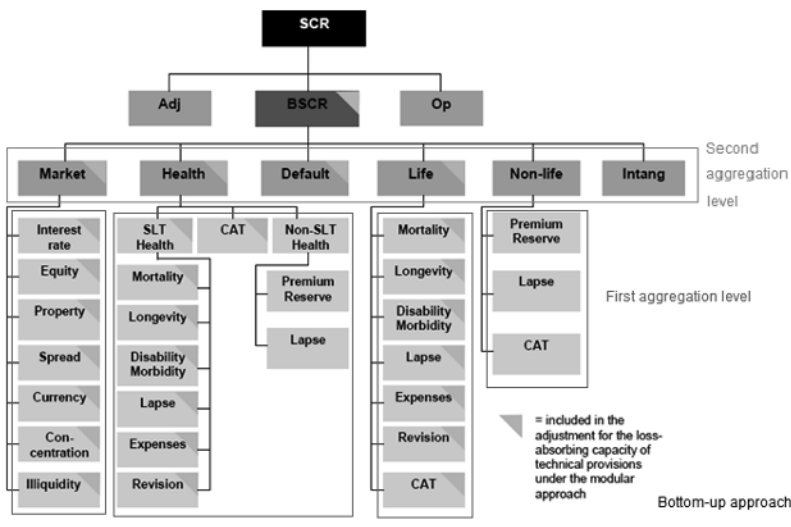 SCR
Adj
BSCR
Op
Second
aggregation
level
Market
Health
Default
Life
Non-life
Intang
Interest
rate
Equity
Property
Spread
Currency
Con-
centration
Illiquidity
SLT
Health
CAT
Non-SLT
Health
Mortality
Longevity
Disability
Morbidity
Lapse
Expenses
Revision
Premium
Reserve
Lapse
Mortality
Longevity
Disability
Morbidity
Lapse
Expenses
Revision
CAT
Premium
Reserve
Lapse
CAT
First aggregation level
= included in the
adjustment for the loss-
absorbing capacity of
technical provisions
under the modular
approach
Bottom-up approach